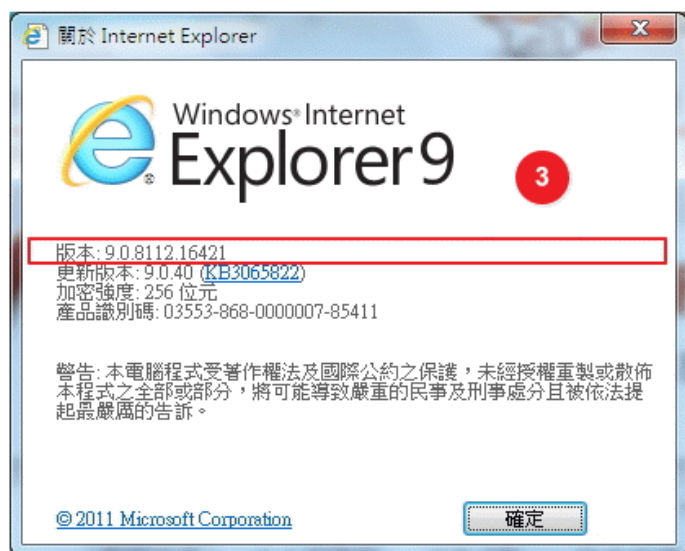 關於 Internet Explorer
Windows® Internet
Explorer 9
3
版本: 9.0.8112.16421
更新版本: 9.0.40 (KB3065822)
加密強度: 256 位元
產品識別碼: 03553-868-0000007-85411
警告: 本電腦程式受著作權法及國際公約之保護，未經授權重製或散佈
本程式之全部或部分，將可能導致嚴重的民事及刑事處分且被依法提
起最嚴厲的告訴。
© 2011 Microsoft Corporation
確定